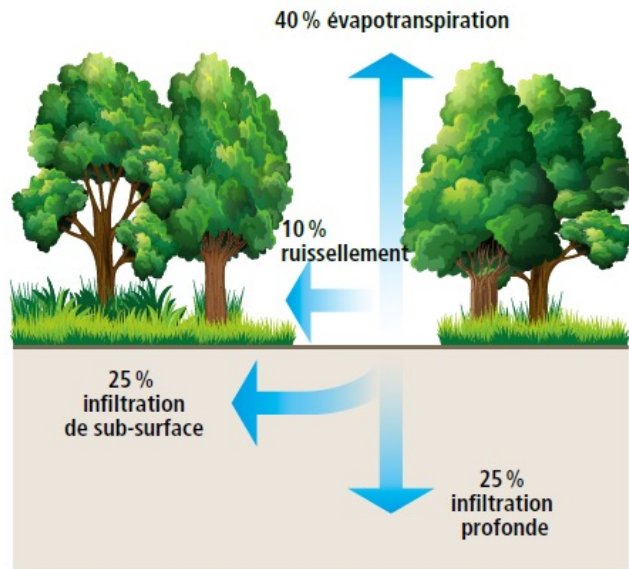 40 % évapotranspiration
10 %
ruissellement
25 %
infiltration
de sub-surface
25 %
infiltration
profonde